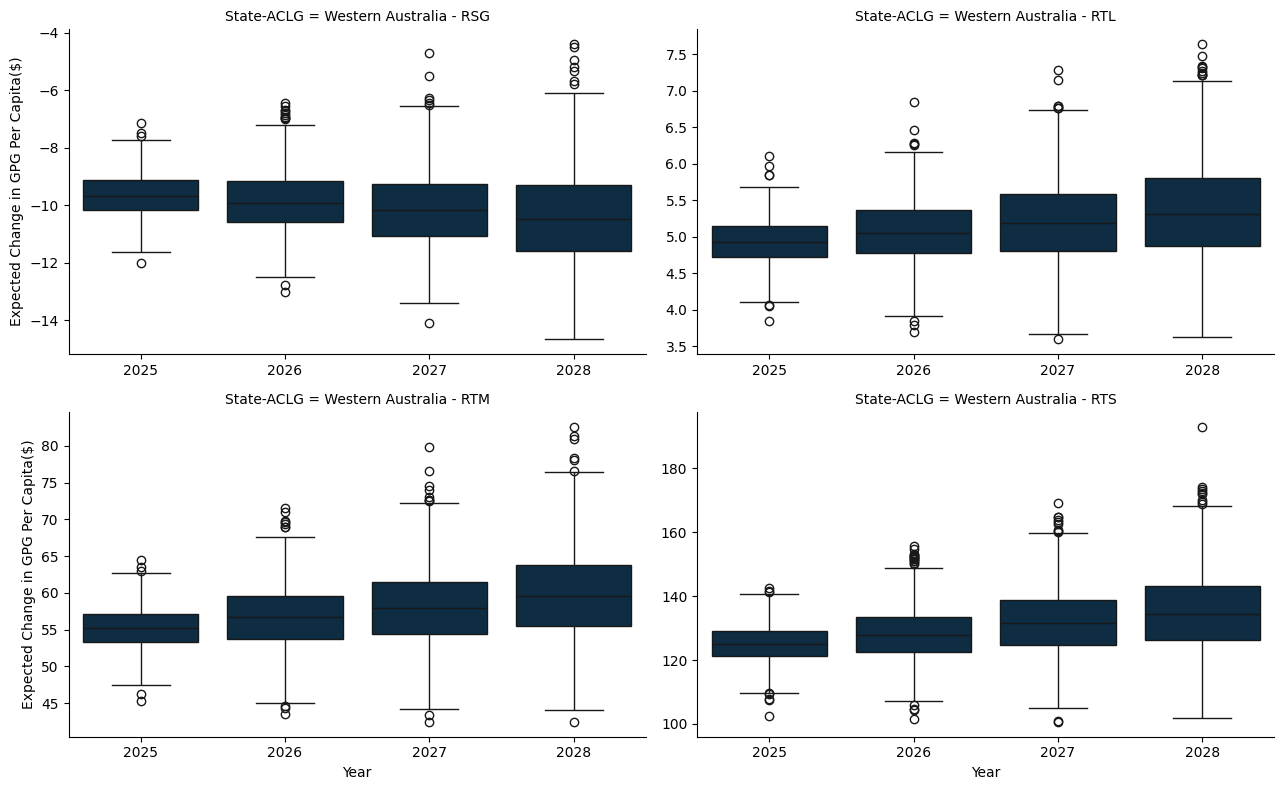 State-ACLG = Western Australia - RSG
Expected Change in GPG Per Capita($)
−4
−6
−8
−10
−12
−14
2025 2026 2027 2028
State-ACLG = Western Australia - RTL
7.5
7.0
6.5
6.0
5.5
5.0
4.5
4.0
3.5
2025 2026 2027 2028
State-ACLG = Western Australia - RTM
Expected Change in GPG Per Capita($)
80
75
70
65
60
55
50
45
2025 2026 2027 2028
Year
State-ACLG = Western Australia - RTS
180
160
140
120
100
2025 2026 2027 2028
Year